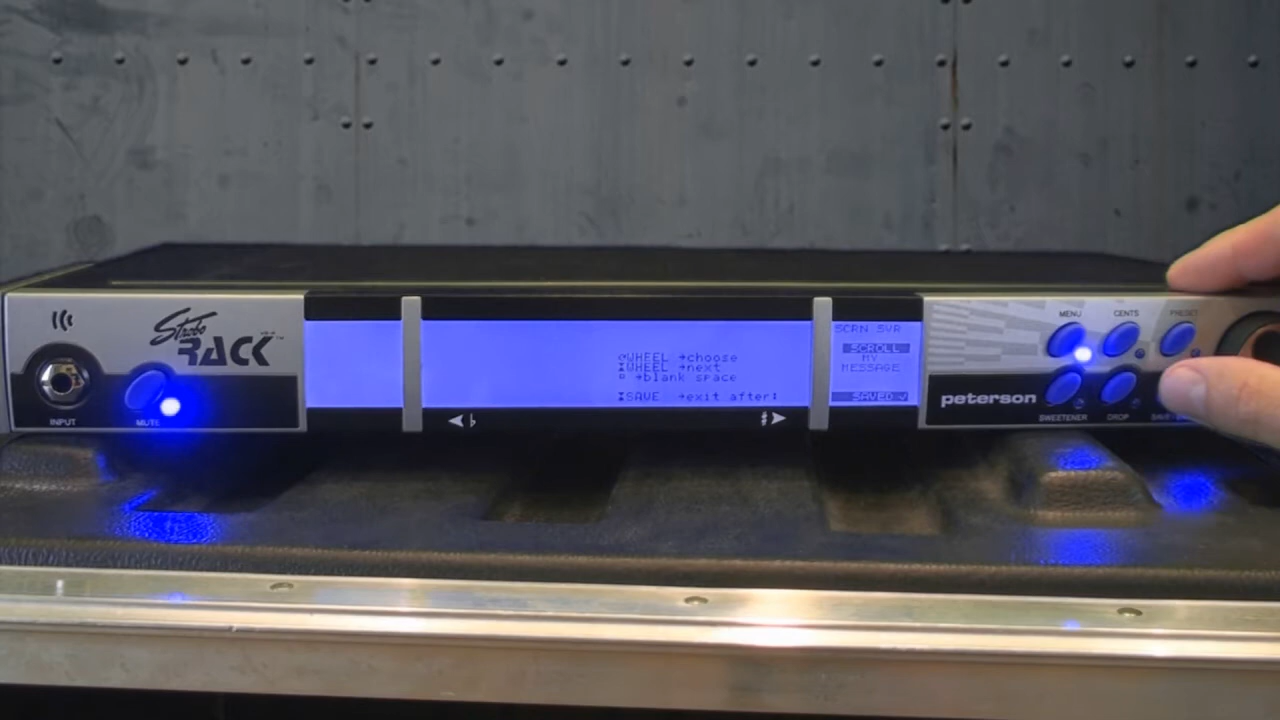 Strobo
RACK
INPUT
MUTE
WHEEL →choose
WHEEL →next
→blank space
SAVE →exit after:
◄ ♭
♯ ►
SCRN SVR
SCROLL
MY
MESSAGE
SAVED ✓
MENU
CENTS
PRESET
peterson
SWEETENER
DROP
SAVE